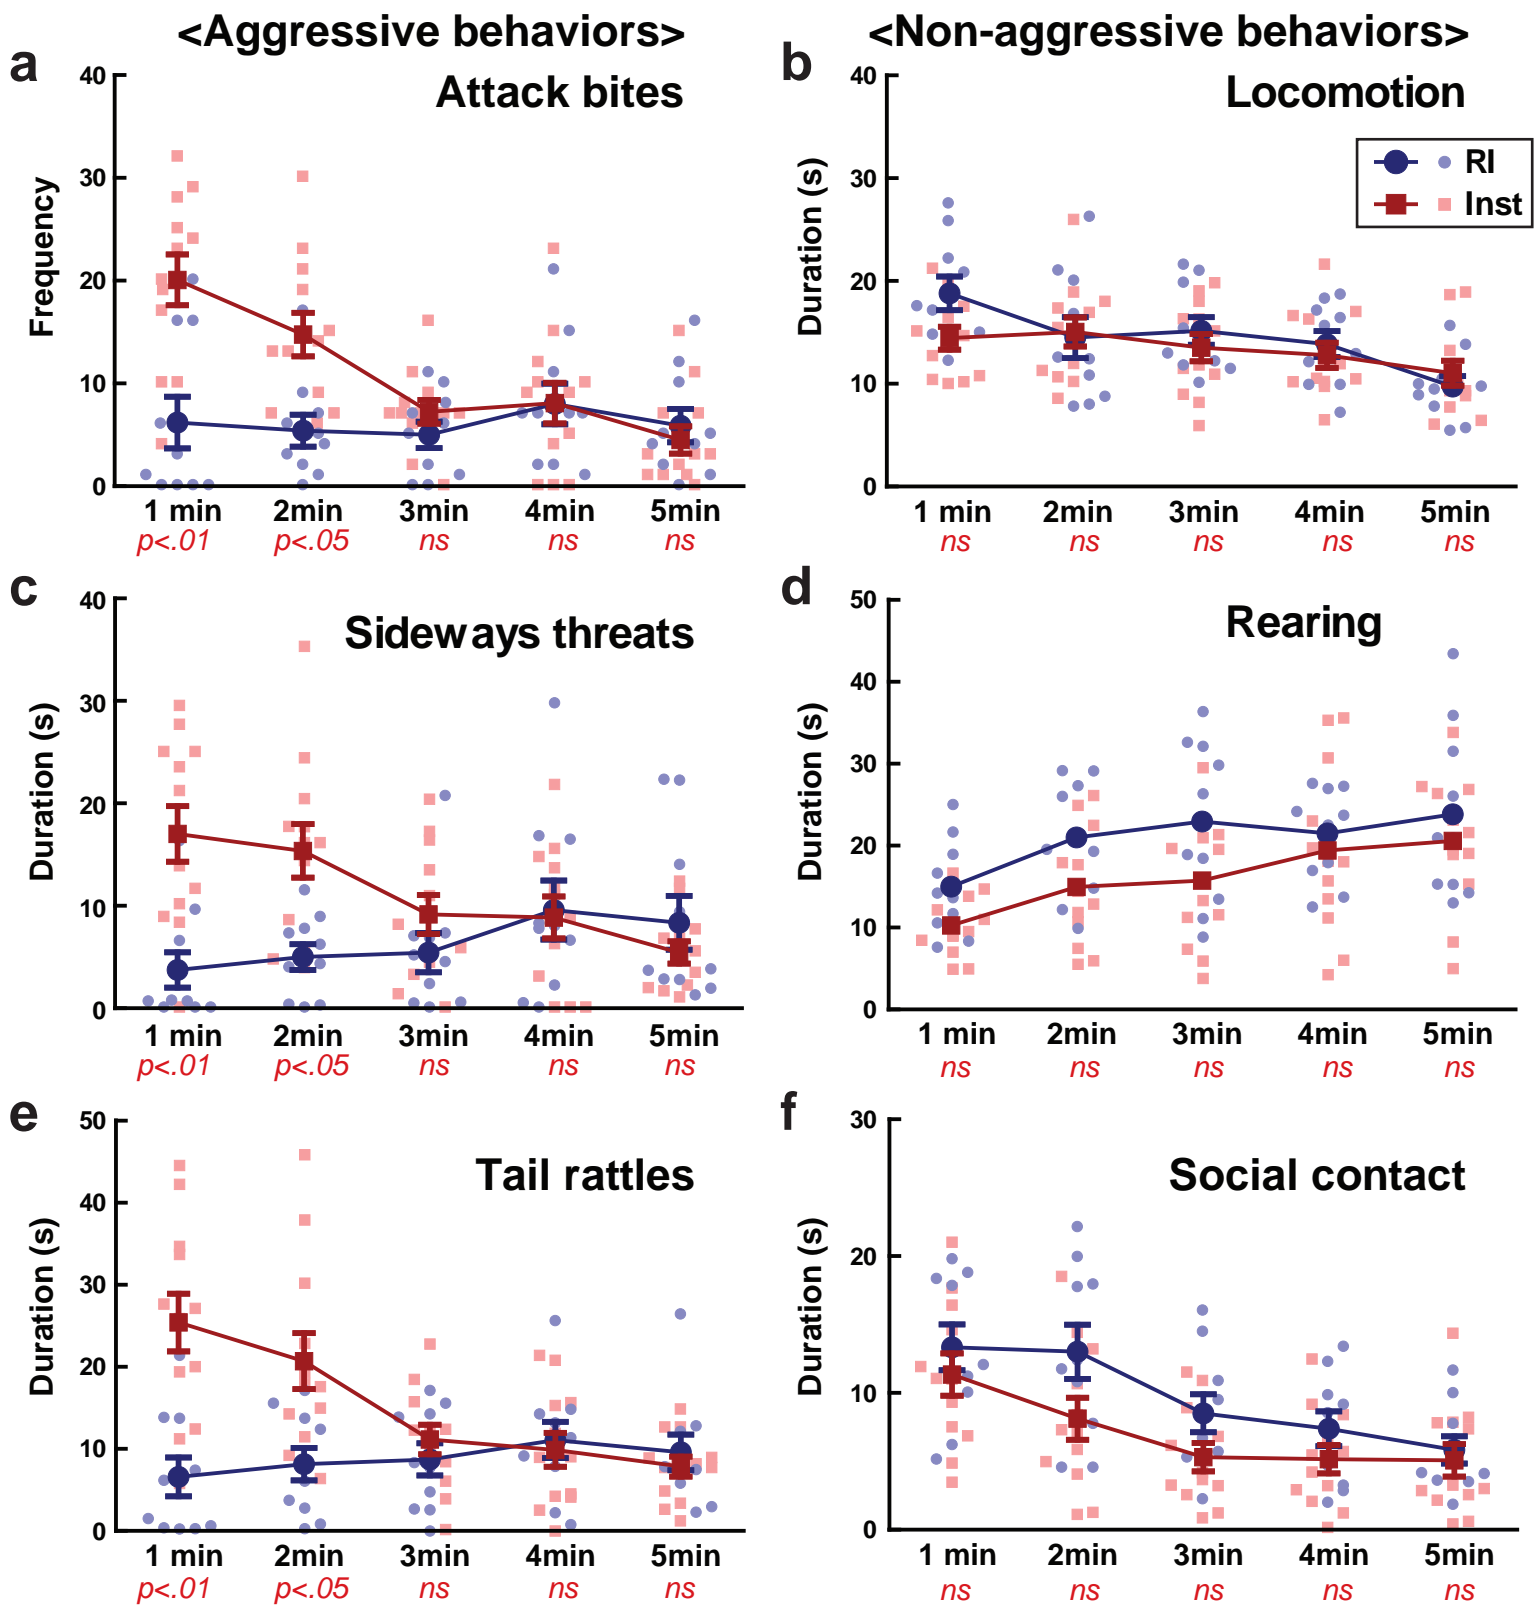 <Aggressive behaviors>
<Non-aggressive behaviors>
a
Attack bites
Frequency
40
30
20
10
0
1 min 2min 3min 4min 5min
p<.01 p<.05 ns ns ns
b
Locomotion
RI
Inst
Duration (s)
40
30
20
10
0
1 min 2min 3min 4min 5min
ns ns ns ns ns
c
Sideways threats
Duration (s)
40
30
20
10
0
1 min 2min 3min 4min 5min
p<.01 p<.05 ns ns ns
d
Rearing
Duration (s)
50
40
30
20
10
0
1 min 2min 3min 4min 5min
ns ns ns ns ns
e
Tail rattles
Duration (s)
50
40
30
20
10
0
1 min 2min 3min 4min 5min
p<.01 p<.05 ns ns ns
f
Social contact
Duration (s)
30
20
10
0
1 min 2min 3min 4min 5min
ns ns ns ns ns